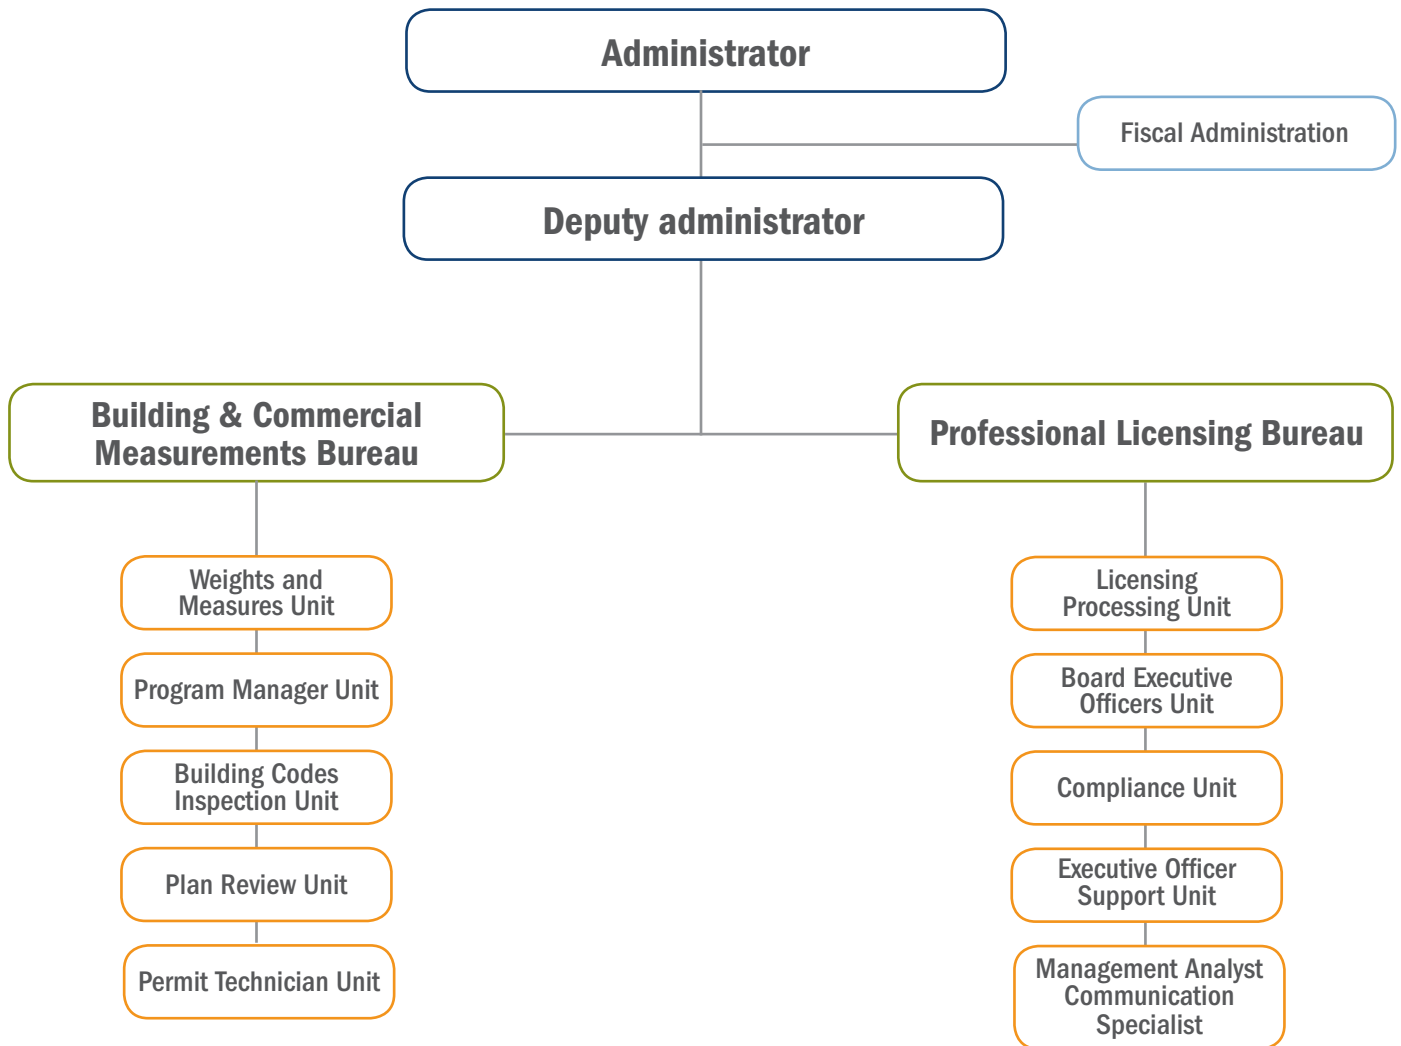 Administrator
Fiscal Administration
Deputy administrator
Building & Commercial
Measurements Bureau
Professional Licensing Bureau
Weights and
Measures Unit
Program Manager Unit
Building Codes
Inspection Unit
Plan Review Unit
Permit Technician Unit
Licensing
Processing Unit
Board Executive
Officers Unit
Compliance Unit
Executive Officer
Support Unit
Management Analyst
Communication
Specialist